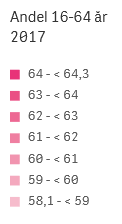 Andel 16-64 år
2017
64 - < 64,3
63 - < 64
62 - < 63
61 - < 62
60 - < 61
59 - < 60
58,1 - < 59